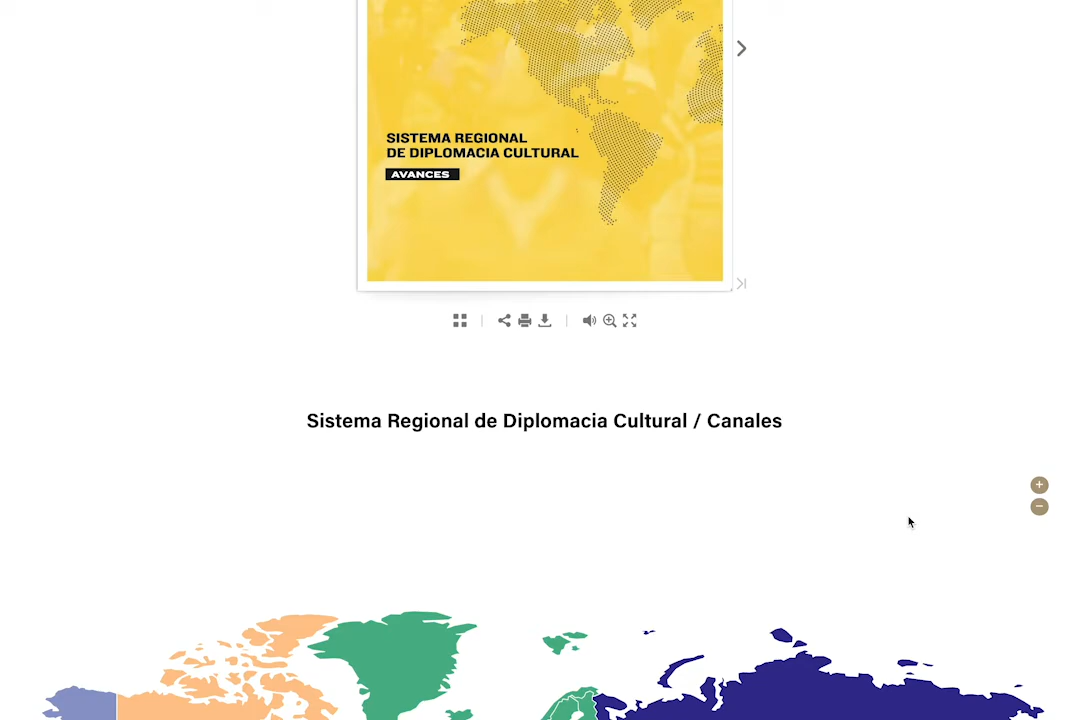 SISTEMA REGIONAL
DE DIPLOMACIA CULTURAL
AVANCES
Sistema Regional de Diplomacia Cultural / Canales